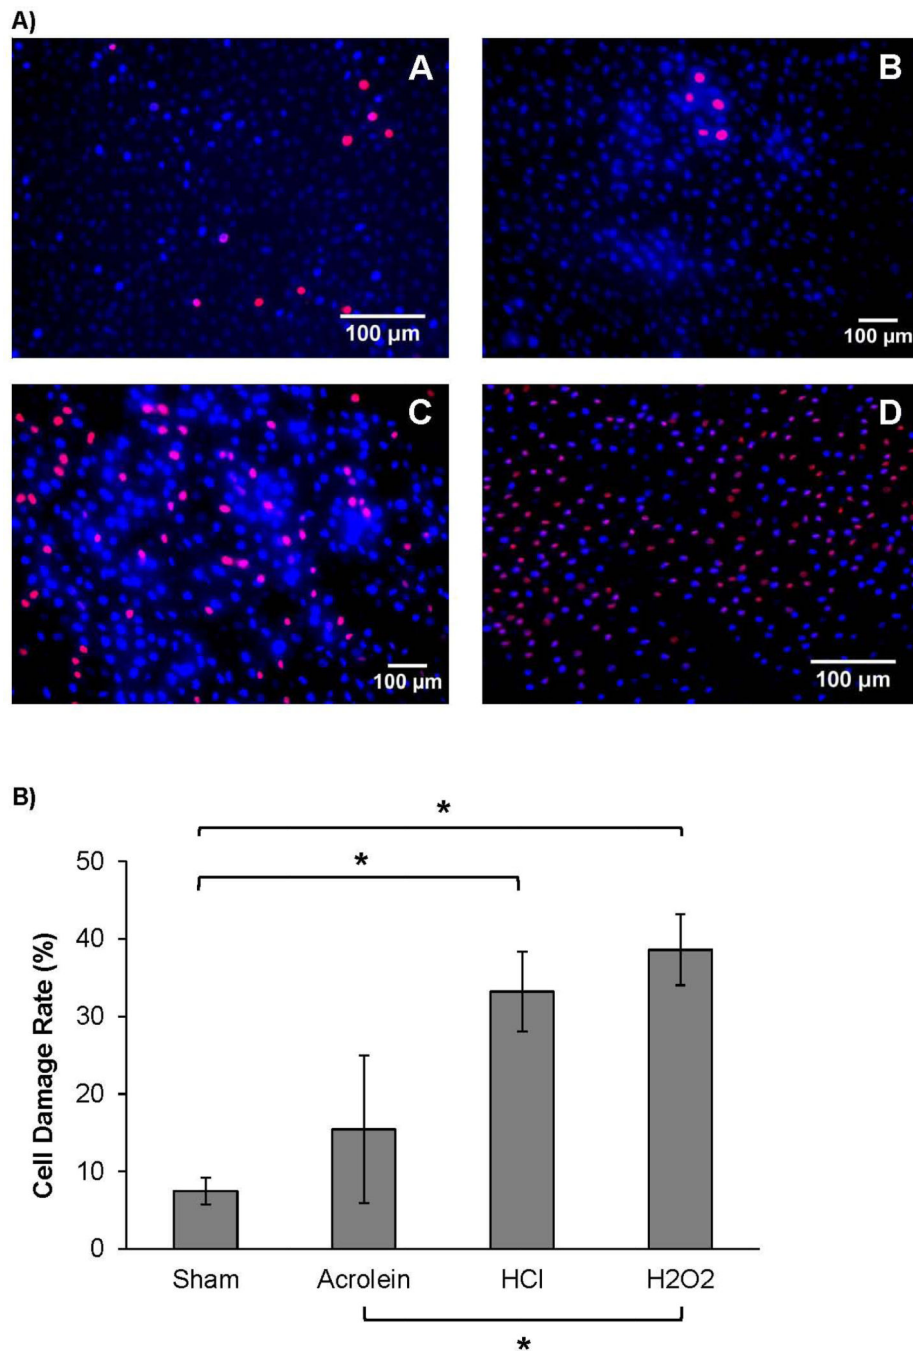 A)
A
B
100 µm
100 µm
C
D
100 µm
100 µm
B)
*
*
50
40
30
20
10
0
Cell Damage Rate (%)
Sham Acrolein HCl H2O2
*